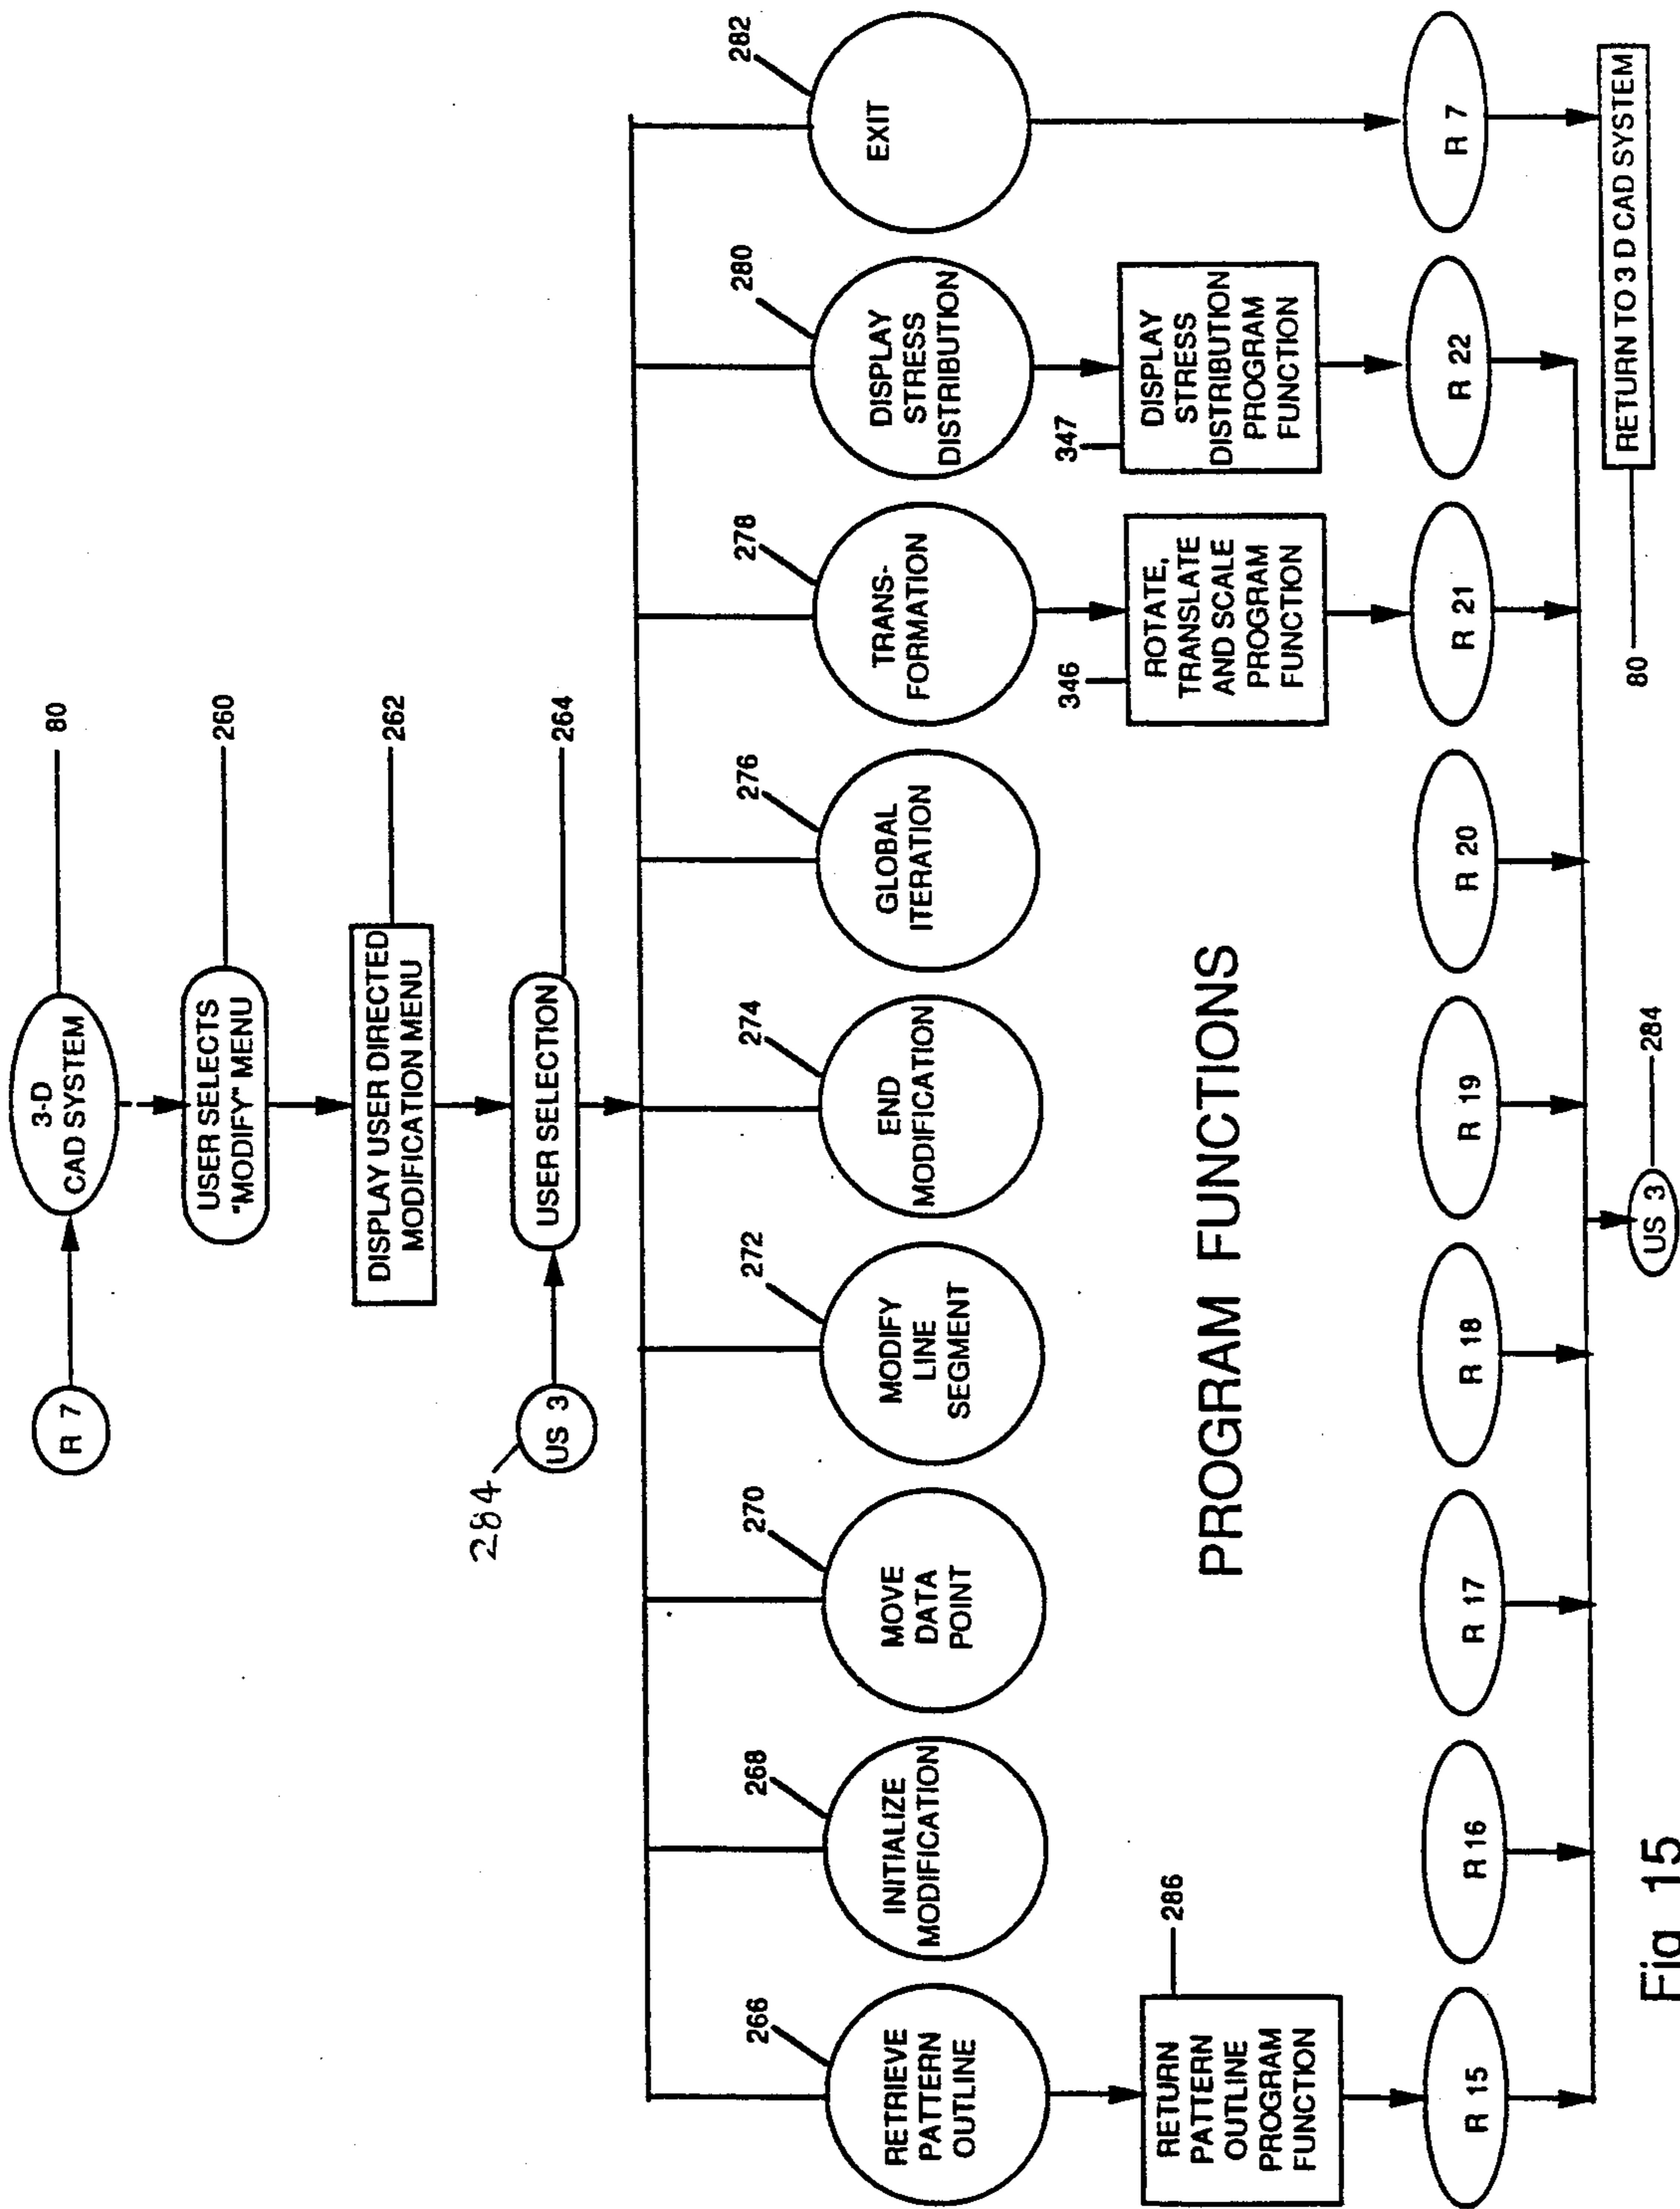 R 7
3-D
CAD SYSTEM
80
USER SELECTS
"MODIFY" MENU
260
DISPLAY USER DIRECTED
MODIFICATION MENU
262
284
US 3
USER SELECTION
264
266
RETRIEVE
PATTERN
OUTLINE
268
INITIALIZE
MODIFICATION
270
MOVE
DATA
POINT
272
MODIFY
LINE
SEGMENT
274
END
MODIFICATION
276
GLOBAL
ITERATION
278
TRANS-
FORMATION
280
DISPLAY
STRESS
DISTRIBUTION
282
EXIT
286
RETURN
PATTERN
OUTLINE
PROGRAM
FUNCTION
PROGRAM FUNCTIONS
346
ROTATE,
TRANSLATE
AND SCALE
PROGRAM
FUNCTION
347
DISPLAY
STRESS
DISTRIBUTION
PROGRAM
FUNCTION
R 15
R 16
R 17
R 18
R 19
R 20
R 21
R 22
R 7
US 3
284
80
RETURN TO 3 D CAD SYSTEM
Fig 15